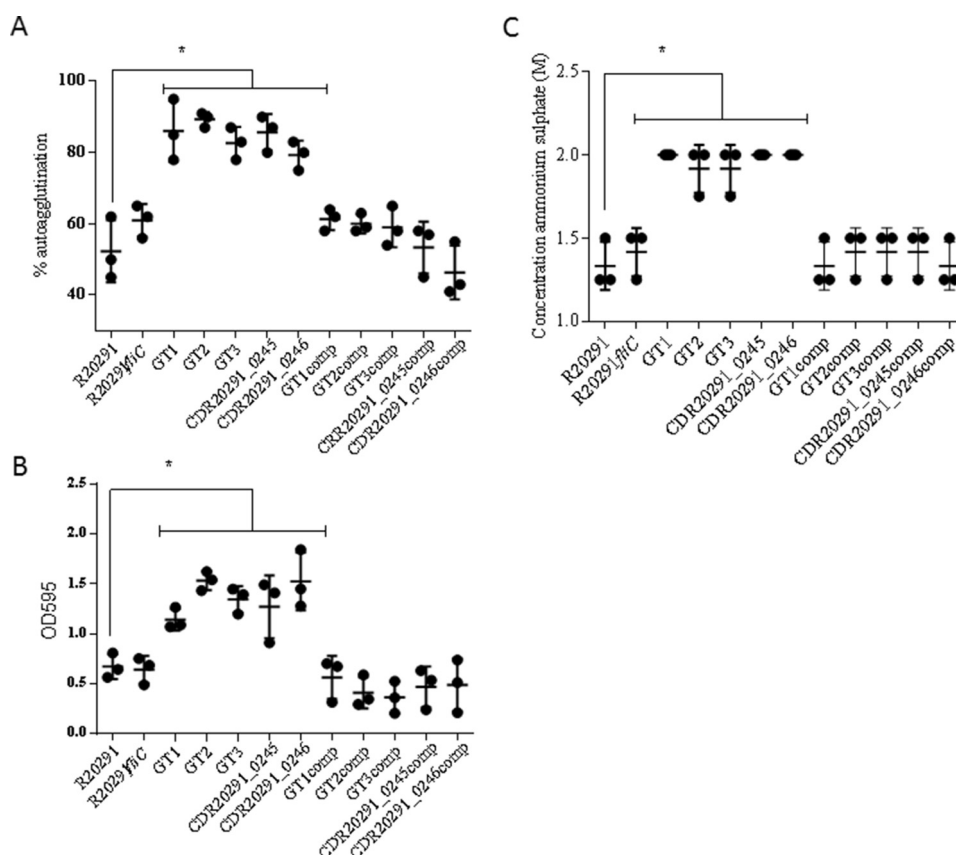 A
*
% autoagglutination
100
80
60
40
R20291
R20291fliC
GT1
GT2
GT3
CDR20291_0245
CDR20291_0246
GT1comp
GT2comp
GT3comp
CRR20291_0245comp
CDR20291_0246comp
B
*
OD595
2.5
2.0
1.5
1.0
0.5
0.0
R20291
R20291fliC
GT1
GT2
GT3
CDR20291_0245
CDR20291_0246
GT1comp
GT2comp
GT3comp
CDR20291_0245comp
CDR20291_0246comp
C
*
Concentration ammonium sulphate (M)
2.5
2.0
1.5
1.0
R20291
R20291fliC
GT1
GT2
GT3
CDR20291_0245
CDR20291_0246
GT1comp
GT2comp
GT3comp
CDR20291_0245comp
CDR20291_0246comp